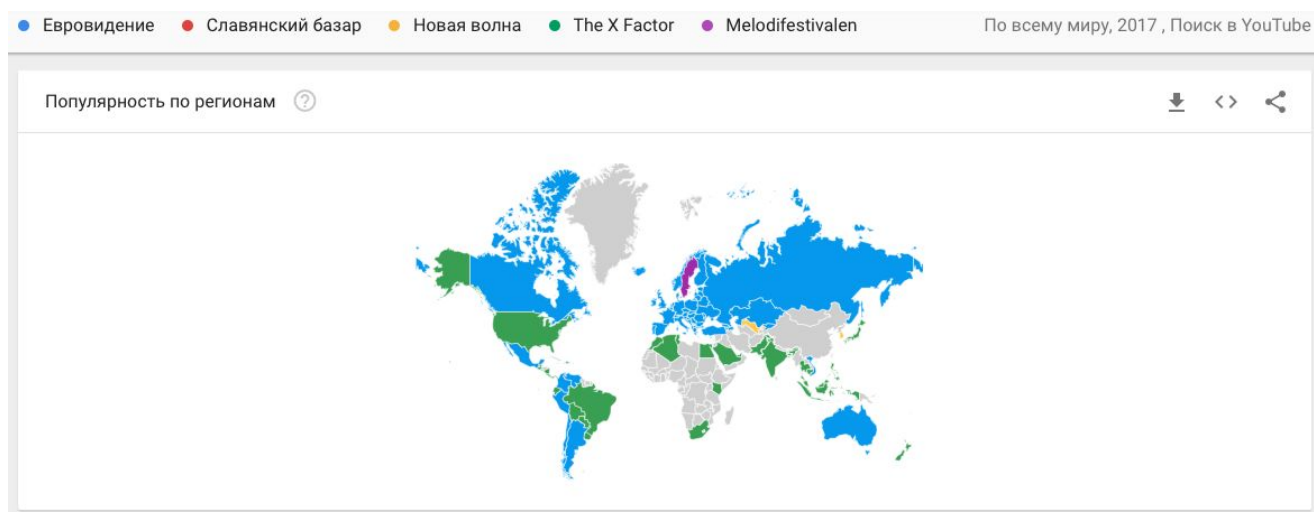 Евровидение Славянский базар Новая волна The X Factor Melodifestivalen По всему миру, 2017 , Поиск в YouTube
Популярность по регионам ?